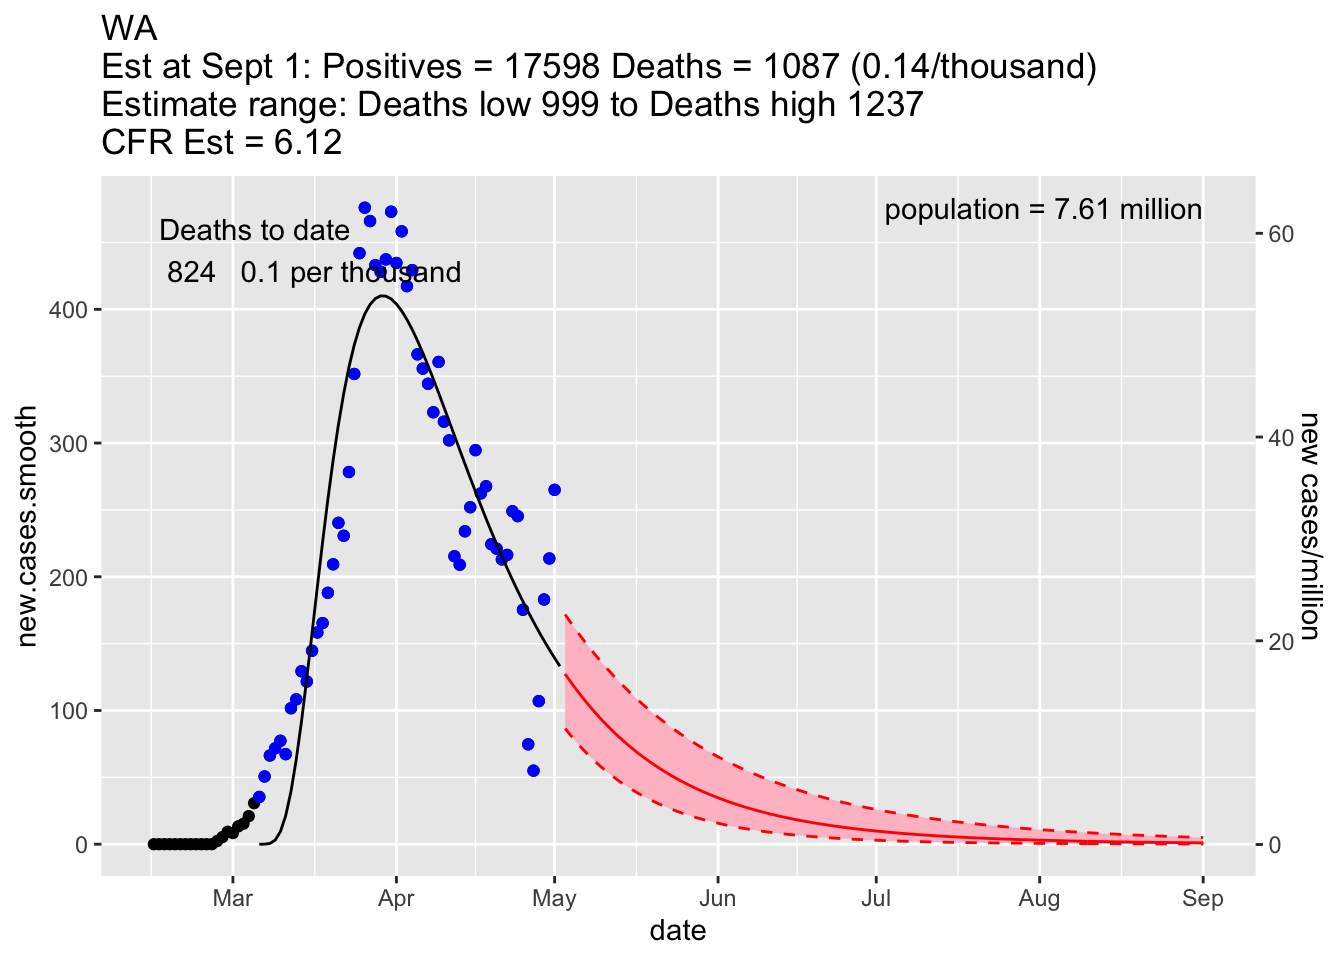 WA
Est at Sept 1: Positives = 17598 Deaths = 1087 (0.14/thousand)
Estimate range: Deaths low 999 to Deaths high 1237
CFR Est = 6.12
population = 7.61 million
Deaths to date
824 0.1 per thousand
400
300
200
100
0
new.cases.smooth
60
40
20
0
new cases/million
Mar Apr May Jun Jul Aug Sep
date